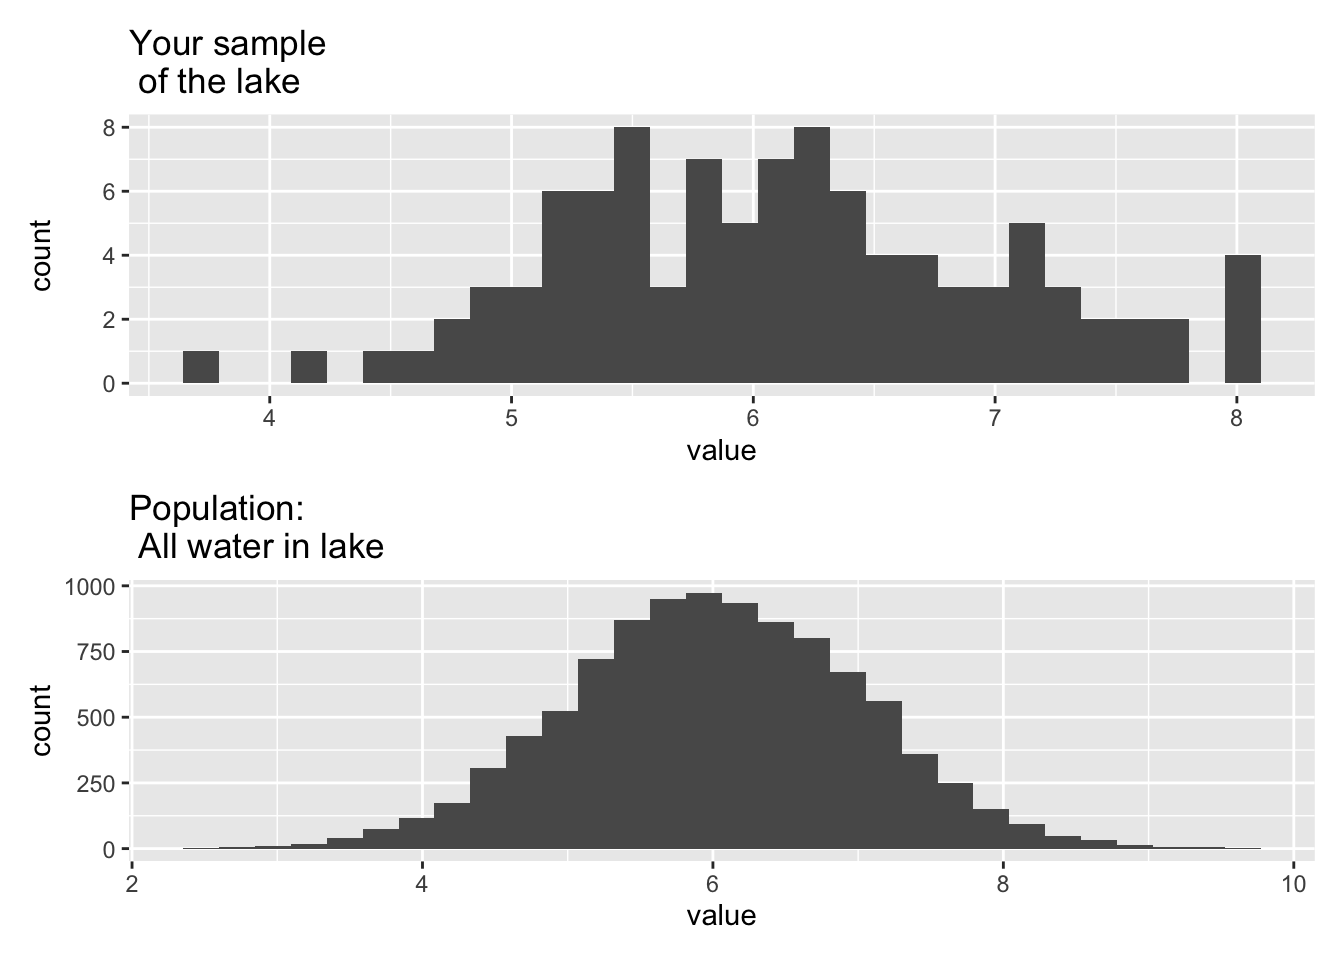 Your sample
of the lake
8
6
4
2
0
count
4 5 6 7 8
value
Population:
All water in lake
1000
750
500
250
0
count
2 4 6 8 10
value